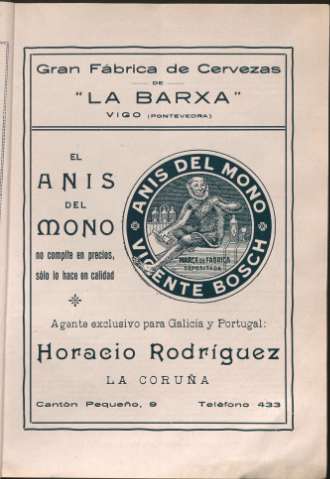 Gran Fábrica de Cervezas
DE
"LA BARXA"
VIGO (PONTEVEDRA)
EL
ANIS
DEL
MONO
no compite en precios,
sólo lo hace en calidad
ANIS DEL MONO
MARCA DE FABRICA
DEPOSITADA
VICENTE BOSCH
Agente exclusivo para Galicia y Portugal:
Horacio Rodríguez
LA CORUÑA
Cantón Pequeño, 9 Teléfono 433